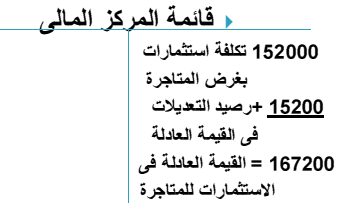 قائمة المركز المالى
152000 تكلفة استثمارات
بغرض المتاجرة
15200 +رصيد التعديلات
فى القيمة العادلة
167200 = القيمة العادلة فى
الاستثمارات للمتاجرة